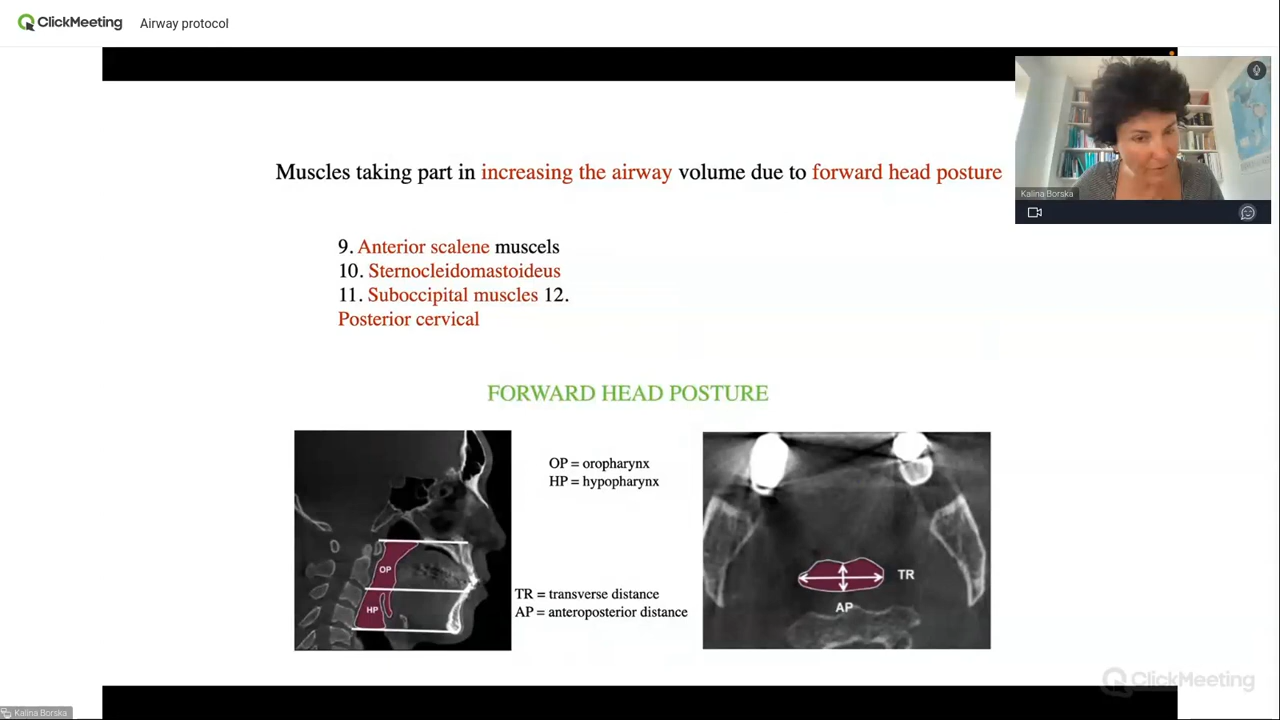 ClickMeeting Airway protocol
Muscles taking part in increasing the airway volume due to forward head posture
Kalina Borska
9. Anterior scalene muscels
10. Sternocleidomastoideus
11. Suboccipital muscles 12.
Posterior cervical
FORWARD HEAD POSTURE
OP = oropharynx
HP = hypopharynx
OP
HP
TR = transverse distance
AP = anteroposterior distance
TR
AP
ClickMeeting
Kalina Borska